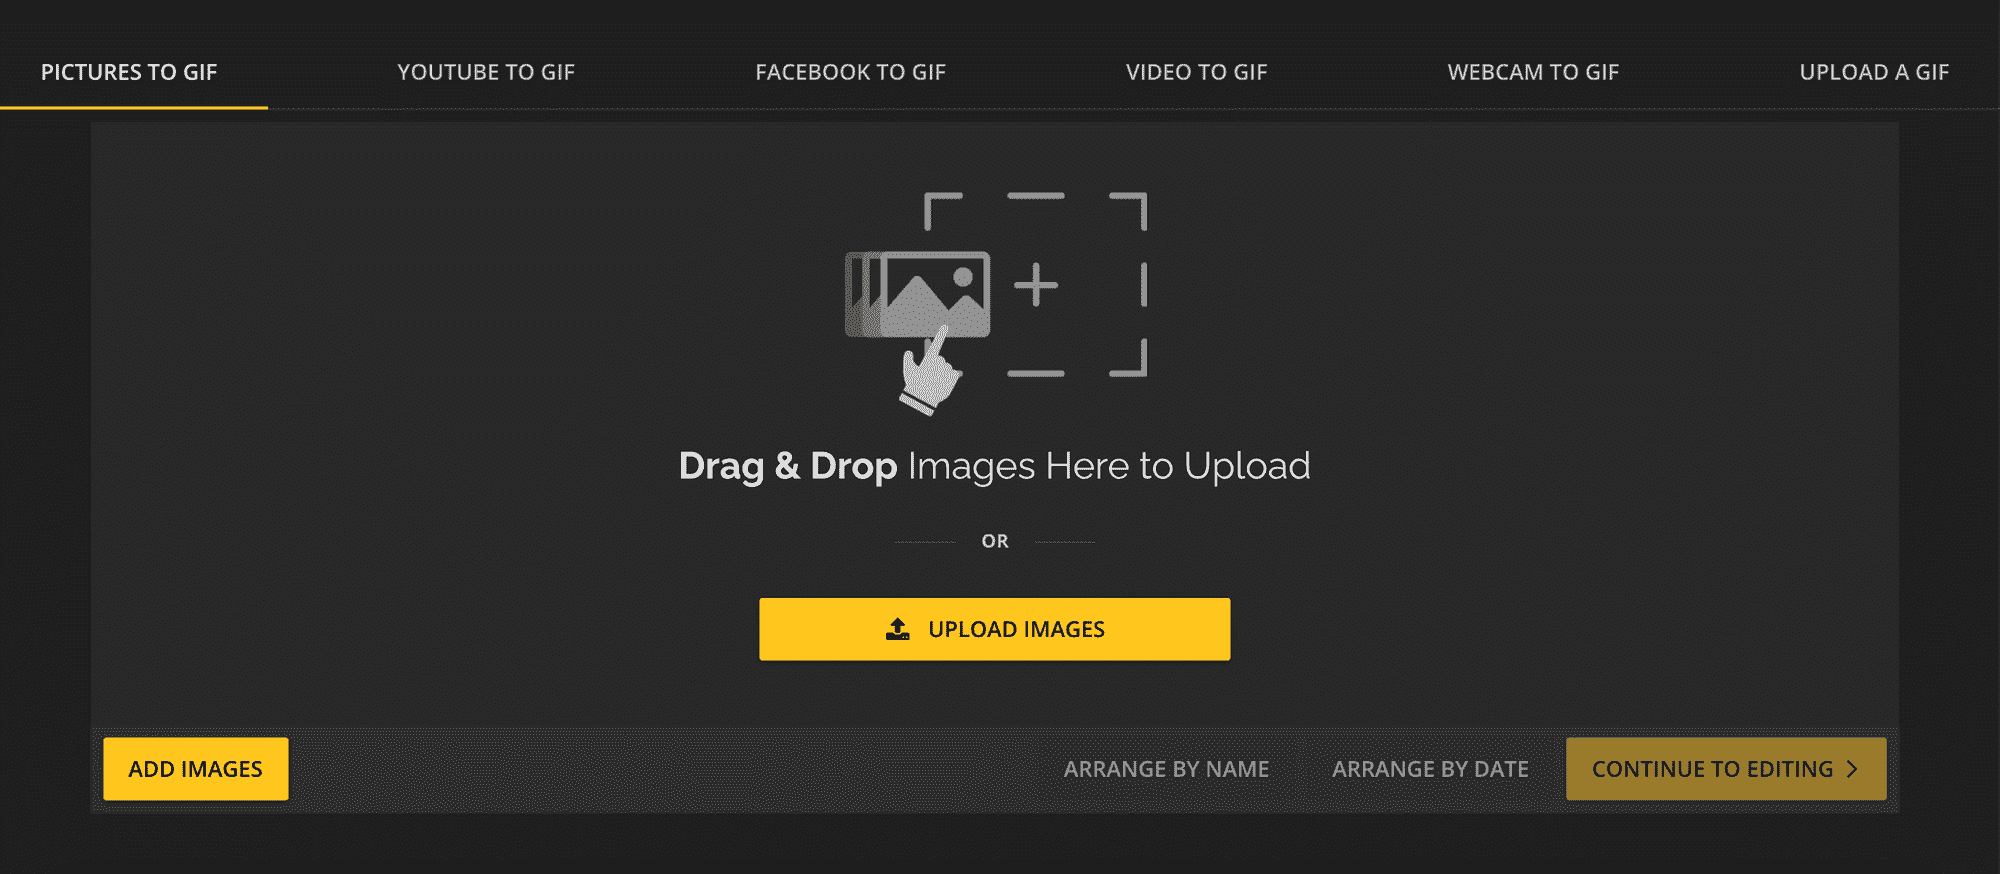 PICTURES TO GIF
YOUTUBE TO GIF
FACEBOOK TO GIF
VIDEO TO GIF
WEBCAM TO GIF
UPLOAD A GIF
Drag & Drop Images Here to Upload
OR
UPLOAD IMAGES
ADD IMAGES
ARRANGE BY NAME
ARRANGE BY DATE
CONTINUE TO EDITING